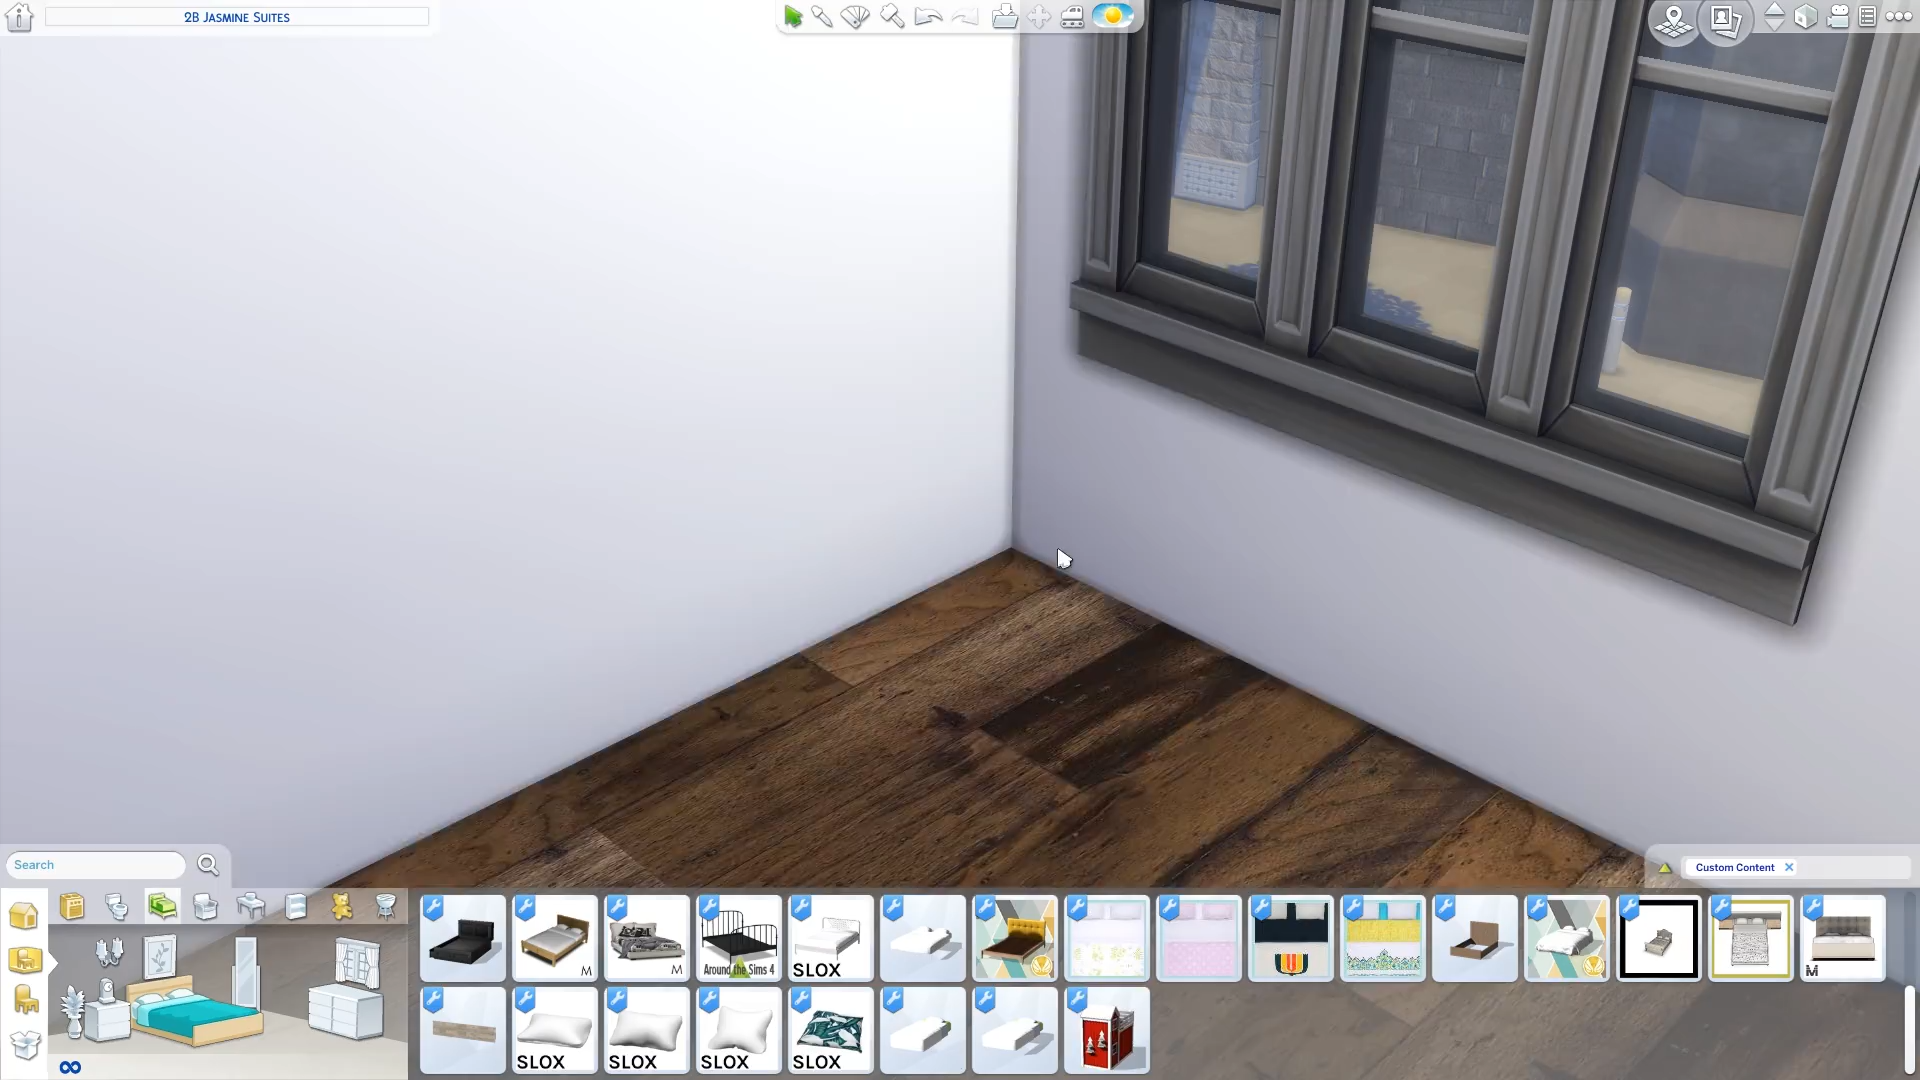 2B Jasmine Suites
Search
Custom Content
M
M
Around the Sims 4
SLOX
M
SLOX
SLOX
SLOX
SLOX